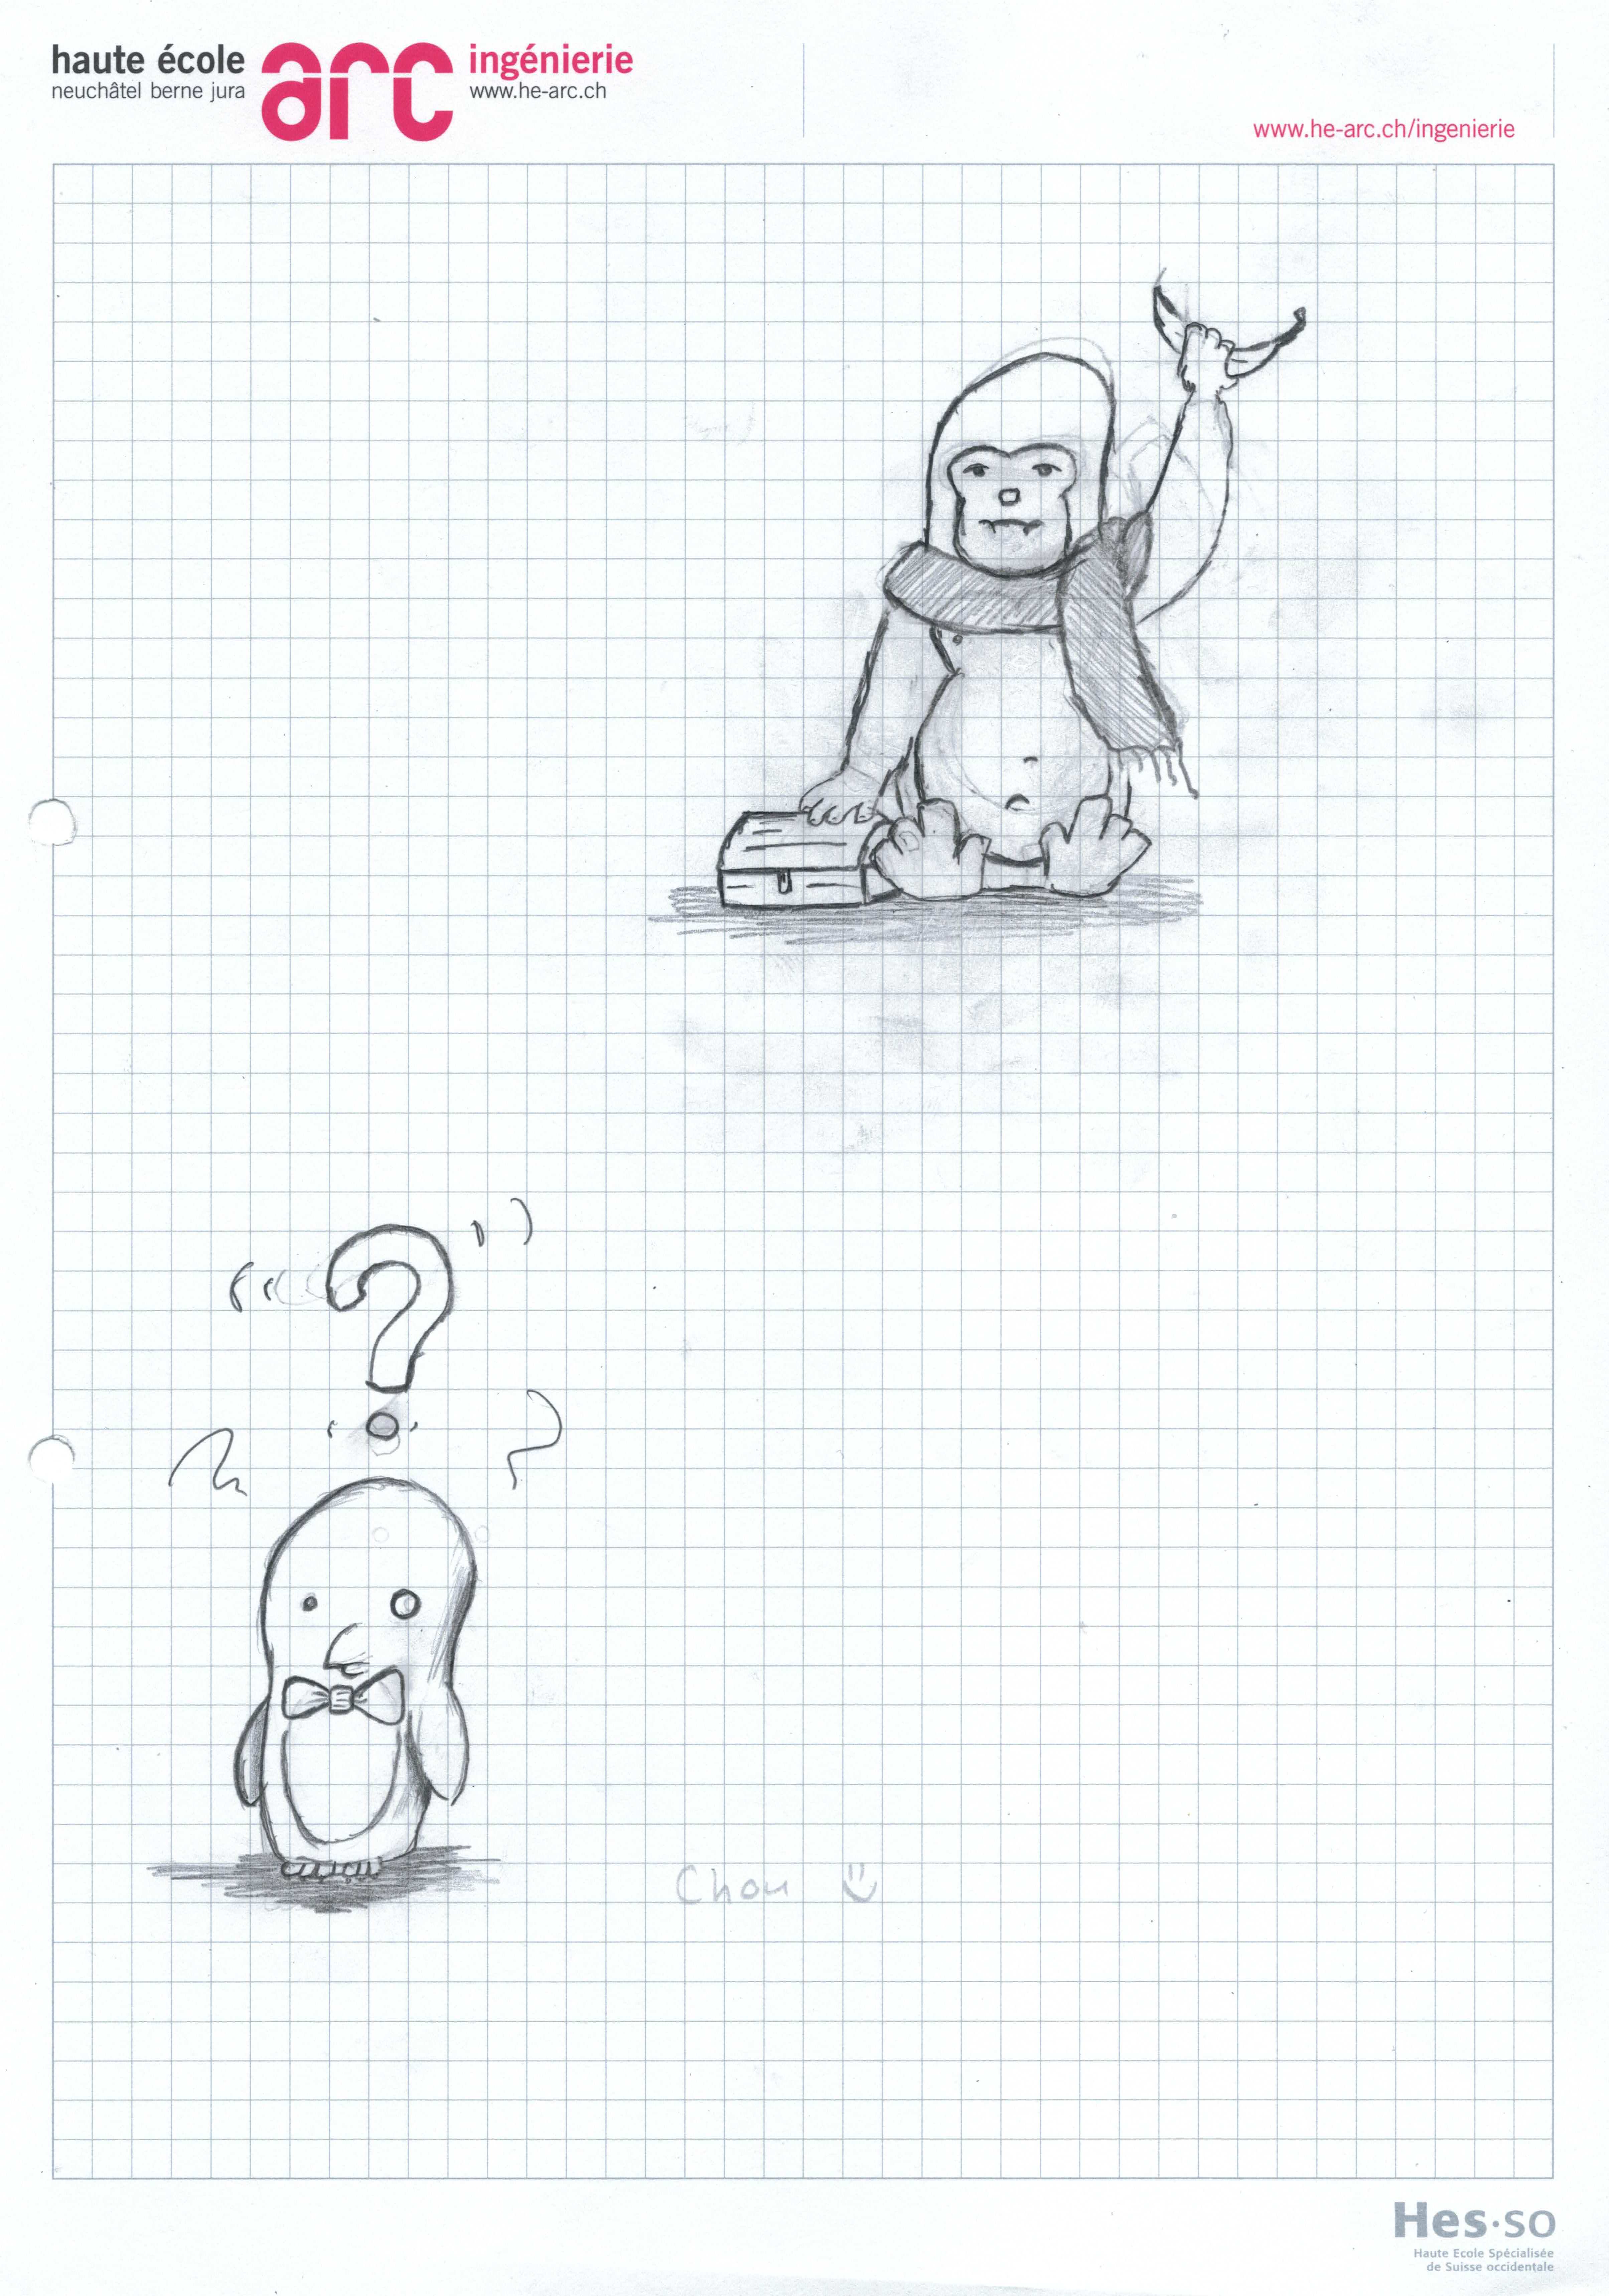 haute école
neuchâtel berne jura
arc
ingénierie
www.he-arc.ch
www.he-arc.ch/ingenierie
?
Chou
Hes·so
Haute Ecole Spécialisée
de Suisse occidentale